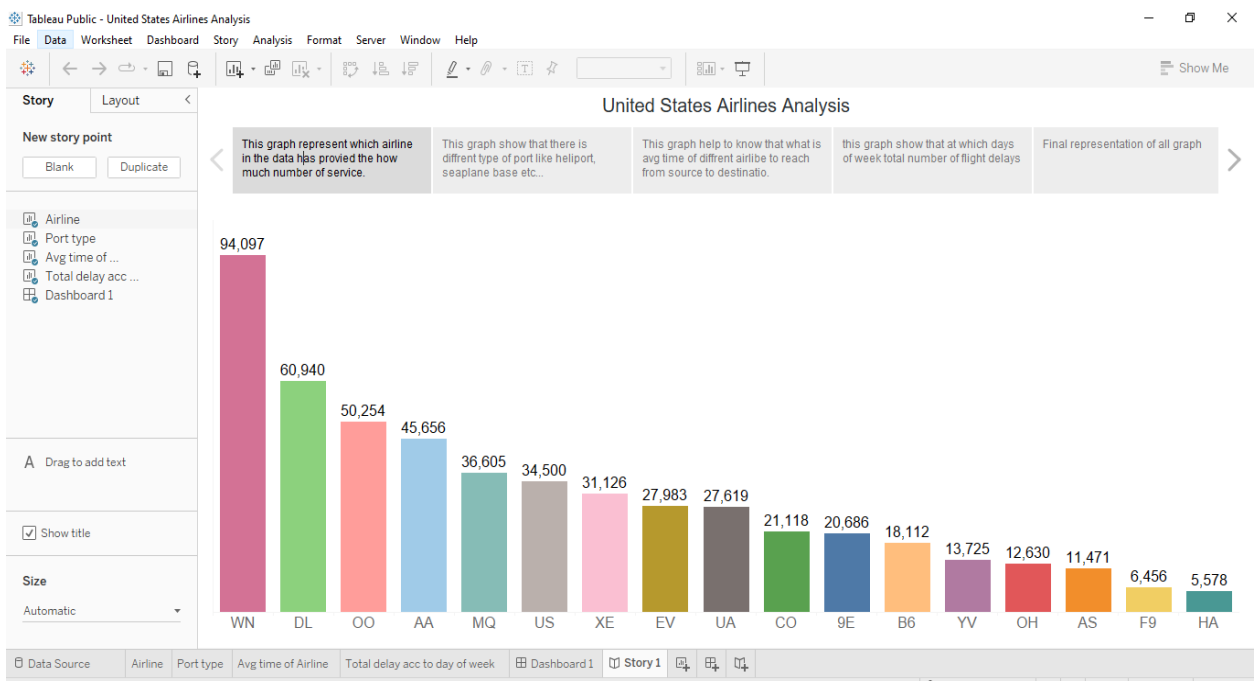 Tableau Public - United States Airlines Analysis
File Data Worksheet Dashboard Story Analysis Format Server Window Help
Show Me
Story Layout
New story point
Blank Duplicate
Airline
Port type
Avg time of ...
Total delay acc ...
Dashboard 1
A Drag to add text
Show title
Size
Automatic
United States Airlines Analysis
This graph represent which airline
in the data has provied the how
much number of service.
This graph show that there is
diffrent type of port like heliport,
seaplane base etc...
This graph help to know that what is
avg time of diffrent airlibe to reach
from source to destinatio.
this graph show that at which days
of week total number of flight delays
Final representation of all graph
94,097
60,940
50,254
45,656
36,605
34,500
31,126
27,983
27,619
21,118
20,686
18,112
13,725
12,630
11,471
6,456
5,578
WN DL OO AA MQ US XE EV UA CO 9E B6 YV OH AS F9 HA
Data Source Airline Port type Avg time of Airline Total delay acc to day of week Dashboard 1 Story 1